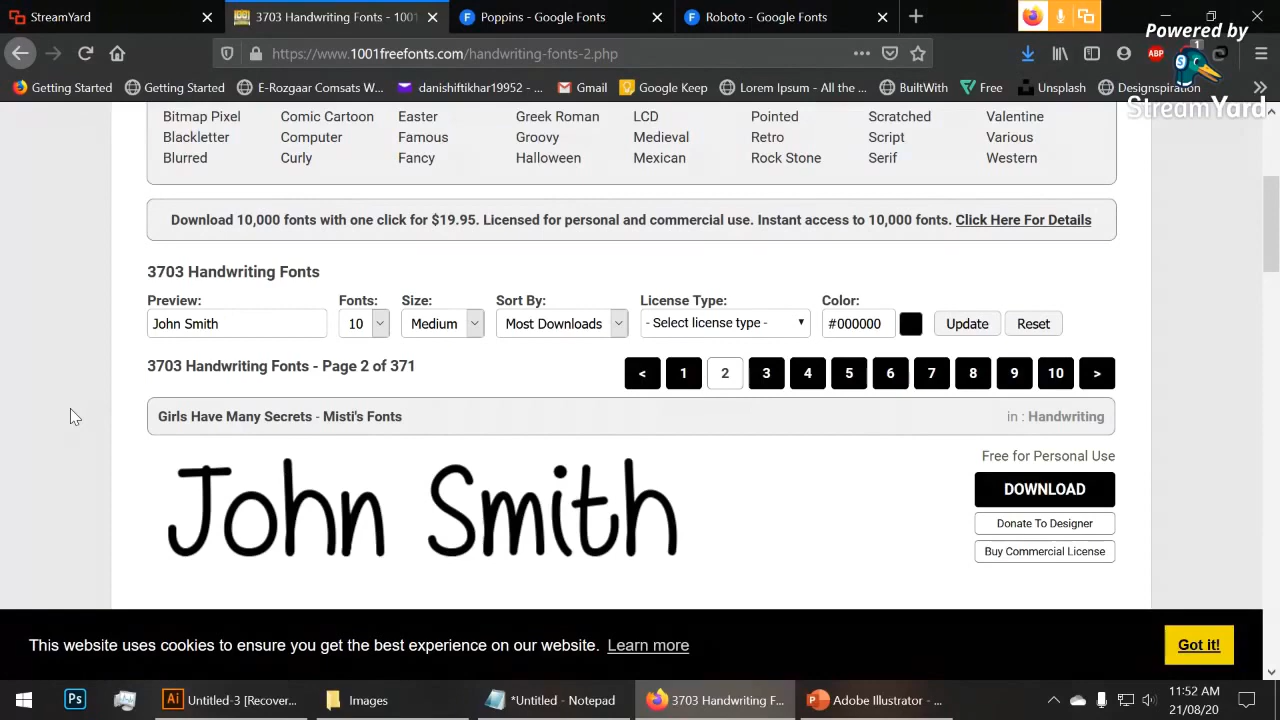 StreamYard
3703 Handwriting Fonts - 1001
Poppins - Google Fonts
Roboto - Google Fonts
Powered by
StreamYard
https://www.1001freefonts.com/handwriting-fonts-2.php
Getting Started
Getting Started
E-Rozgaar Comsats W...
danishiftikhar19952 - ...
Gmail
Google Keep
Lorem Ipsum - All the ...
BuiltWith
Free
Unsplash
Designspiration
Bitmap Pixel Comic Cartoon Easter Greek Roman LCD Pointed Scratched Valentine
Blackletter Computer Famous Groovy Medieval Retro Script Various
Blurred Curly Fancy Halloween Mexican Rock Stone Serif Western
Download 10,000 fonts with one click for $19.95. Licensed for personal and commercial use. Instant access to 10,000 fonts. Click Here For Details
3703 Handwriting Fonts
Preview: Fonts: Size: Sort By: License Type: Color:
John Smith 10 Medium Most Downloads - Select license type - #000000 Update Reset
3703 Handwriting Fonts - Page 2 of 371
< 1 2 3 4 5 6 7 8 9 10 >
Girls Have Many Secrets - Misti's Fonts
in : Handwriting
John Smith
Free for Personal Use
DOWNLOAD
Donate To Designer
Buy Commercial License
This website uses cookies to ensure you get the best experience on our website. Learn more
Got it!
Ps
Ai
Untitled-3 [Recover...
Images
*Untitled - Notepad
3703 Handwriting F...
Adobe Illustrator - ...
11:52 AM
21/08/20